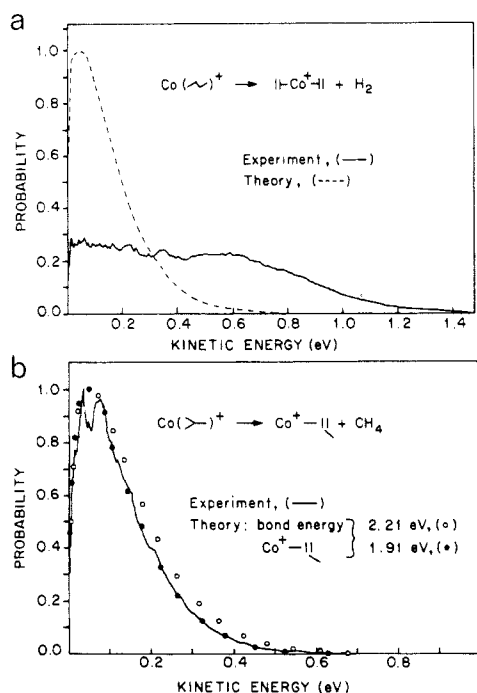 a
1.0
0.8
0.6
0.4
0.2
0.0
PROBABILITY
Co( )⁺ → Co⁺ + H₂
Experiment, (—)
Theory, (----)
0.2 0.4 0.6 0.8 1.0 1.2 1.4
KINETIC ENERGY (eV)
b
1.0
0.8
0.6
0.4
0.2
0.0
PROBABILITY
Co( )⁺ → Co⁺— + CH₄
Experiment, (—)
Theory: bond energy 2.21 eV, (o)
Co⁺— 1.91 eV, (•)
0.2 0.4 0.6 0.8
KINETIC ENERGY (eV)